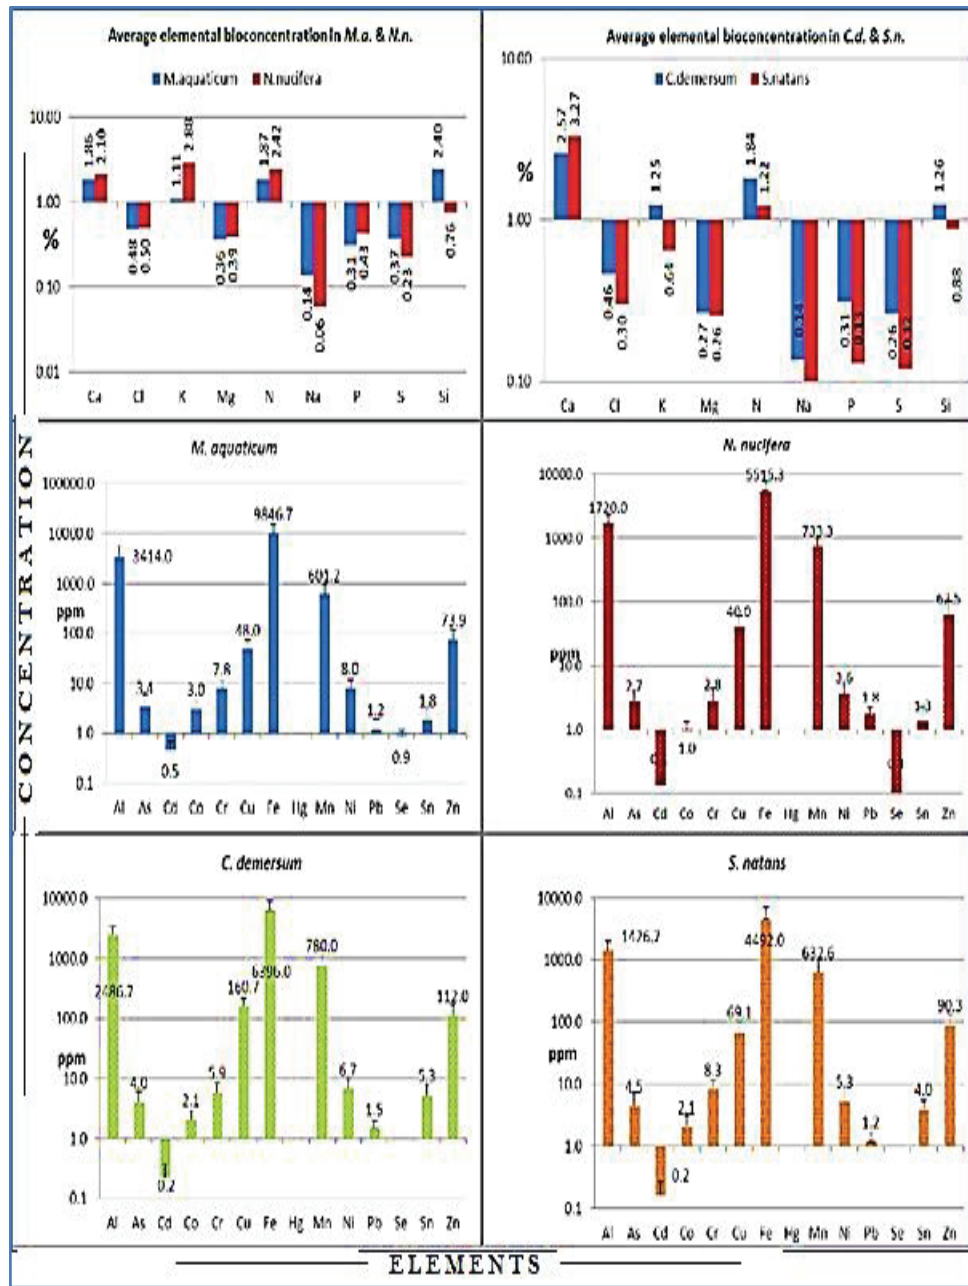 Average elemental bioconcentration in M.a. & N.n.
M.aquaticum N.nucifera
10.00
1.00
%
0.10
0.01
1.86 2.10 0.48 0.50 1.11 2.88 0.36 0.39 1.87 2.42 0.14 0.06 0.31 0.43 0.37 0.23 2.40 0.76
Ca Cl K Mg N Na P S Si
Average elemental bioconcentration in C.d. & S.n.
C.demersum S.natans
10.00
%
1.00
0.10
2.57 3.27 0.46 0.30 1.25 0.64 0.27 0.26 1.84 1.22 0.14 0.31 0.13 0.26 0.12 1.26 0.88
Ca Cl K Mg N Na P S Si
CONCENTRATION
M. aquaticum
100000.0
10000.0
1000.0
ppm
100.0
10.0
1.0
0.1
3414.0 3.4 0.5 3.0 7.8 48.0 9846.7 601.2 8.0 1.2 0.9 1.8 73.9
Al As Cd Co Cr Cu Fe Hg Mn Ni Pb Se Sn Zn
N. nucifera
10000.0
1000.0
100.0
ppm
10.0
1.0
0.1
1720.0 2.7 1.0 2.8 40.0 5515.3 733.3 3.6 1.8 1.3
Al As Cd Co Cr Cu Fe Hg Mn Ni Pb Se Sn Zn
C. demersum
10000.0
1000.0
100.0
ppm
10.0
1.0
0.1
2486.7 4.0 0.2 2.1 5.9 160.7 6396.0 780.0 6.7 1.5 5.3 112.0
Al As Cd Co Cr Cu Fe Hg Mn Ni Pb Se Sn Zn
S. natans
10000.0
1000.0
100.0
ppm
10.0
1.0
0.1
1426.7 4.5 0.2 2.1 8.3 69.1 4492.0 632.6 5.3 1.2 4.0 90.3
Al As Cd Co Cr Cu Fe Hg Mn Ni Pb Se Sn Zn
ELEMENTS